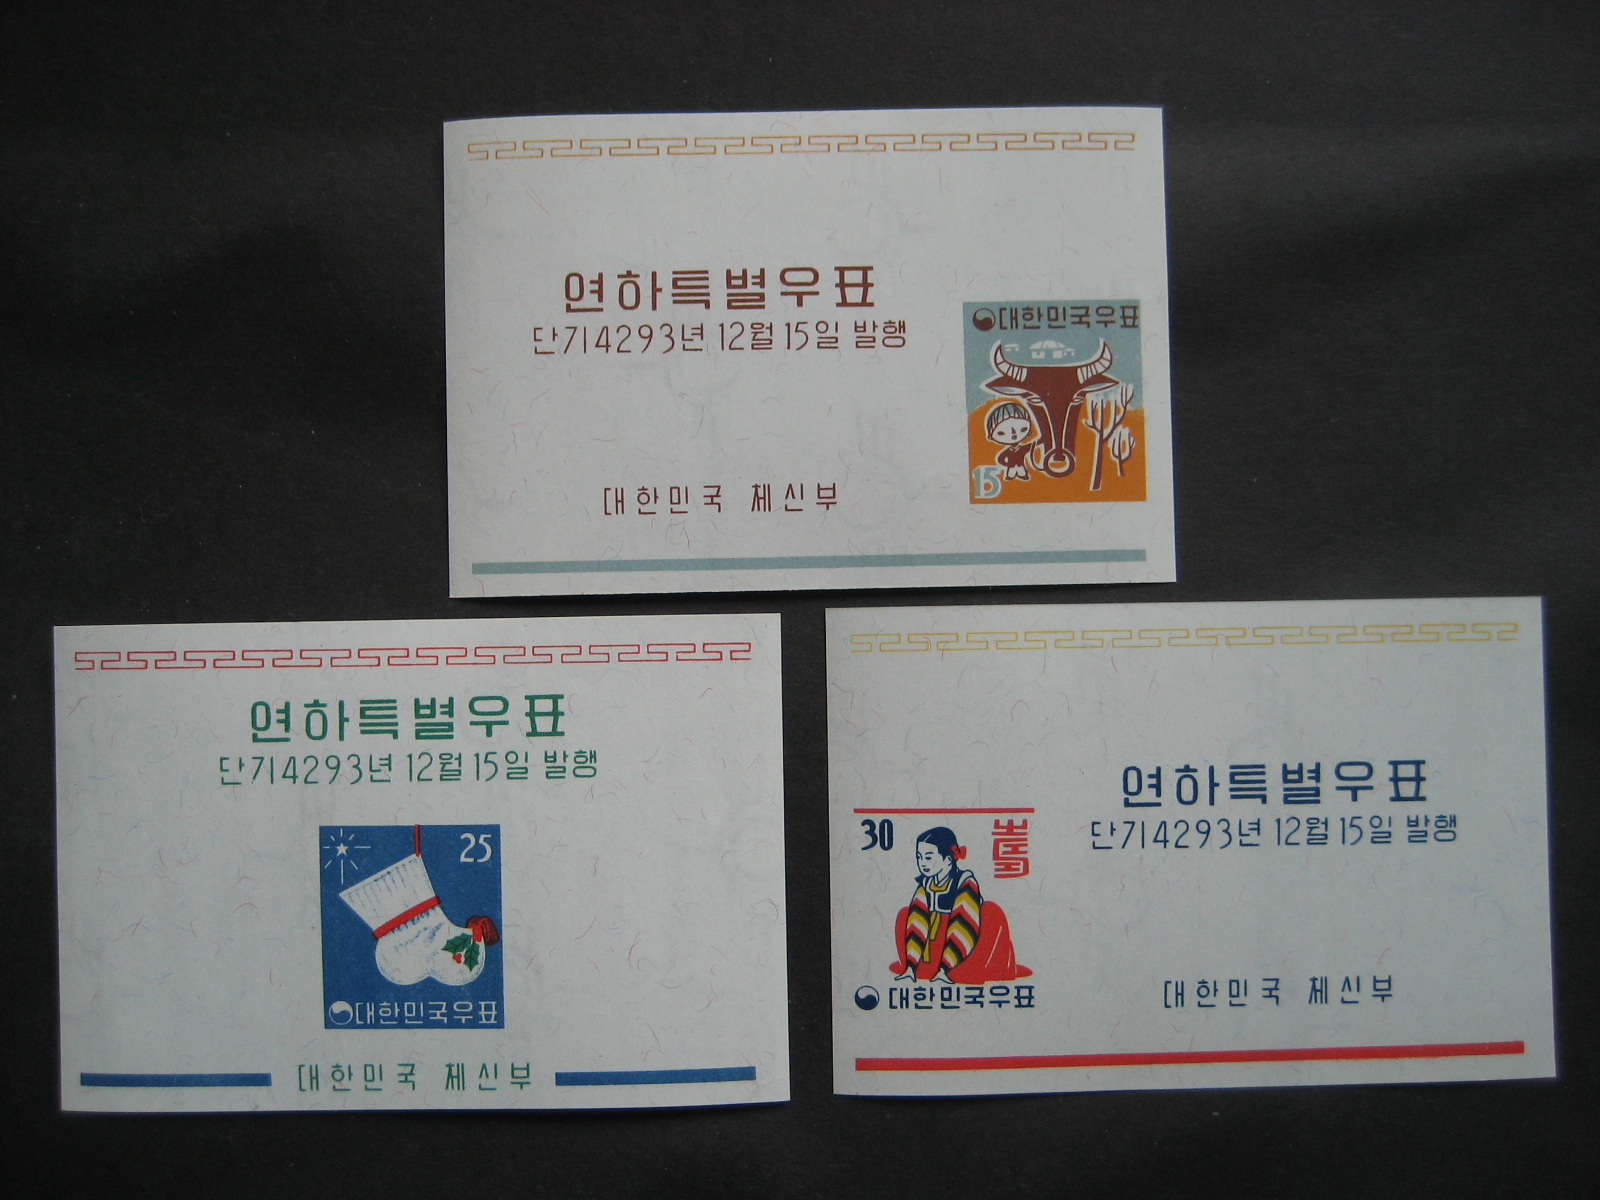 연하특별우표
단기4293년 12월 15일 발행
대한민국우표
15
대한민국 체신부
연하특별우표
단기4293년 12월 15일 발행
25
대한민국우표
대한민국 체신부
연하특별우표
단기4293년 12월 15일 발행
30
대한민국우표
대한민국 체신부